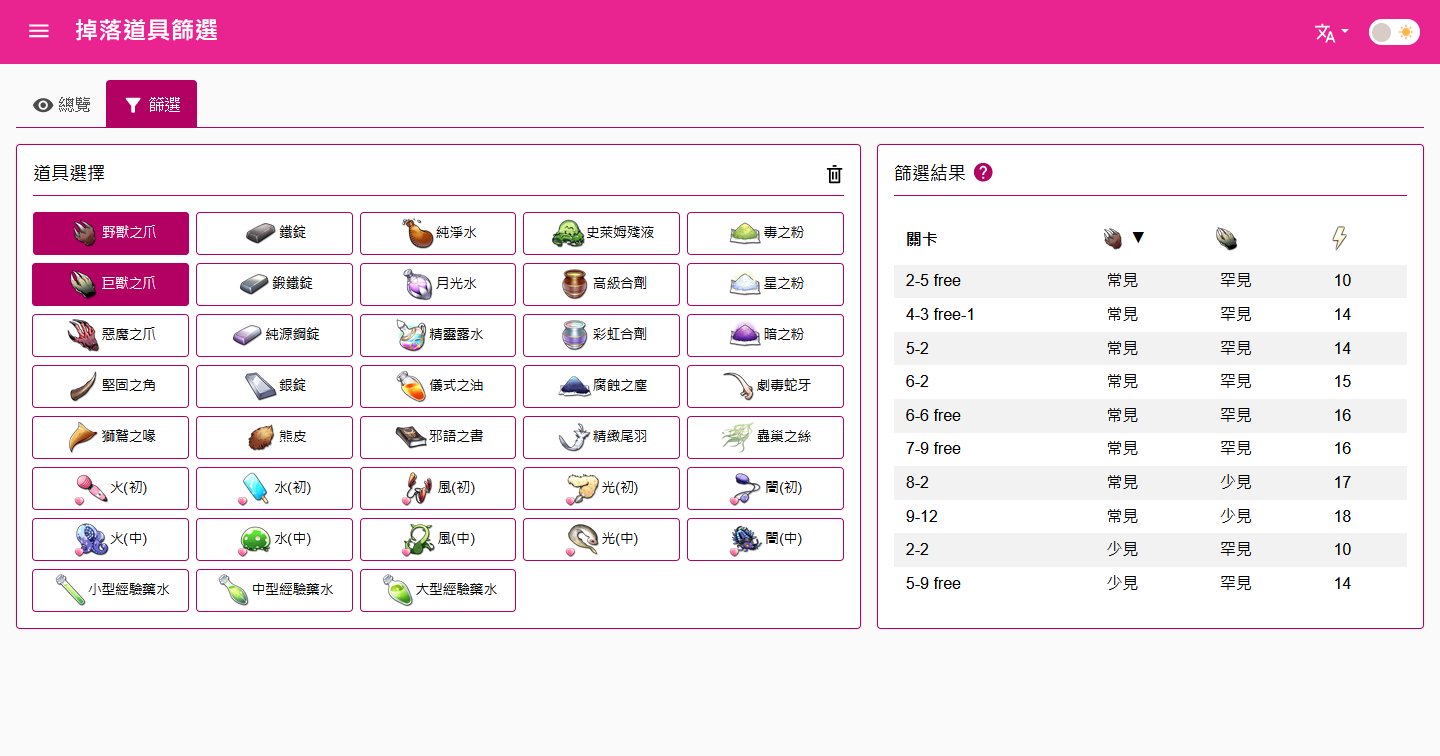 掉落道具篩選
總覽
篩選
道具選擇
野獸之爪 鐵錠 純淨水 史萊姆殘液 毒之粉
巨獸之爪 鍛鐵錠 月光水 高級合劑 星之粉
惡魔之爪 純源鋼錠 精靈露水 彩虹合劑 暗之粉
堅固之角 銀錠 儀式之油 腐蝕之塵 劇毒蛇牙
獅鷲之喙 熊皮 邪語之書 精緻尾羽 蟲巢之絲
火(初) 水(初) 風(初) 光(初) 闇(初)
火(中) 水(中) 風(中) 光(中) 闇(中)
小型經驗藥水 中型經驗藥水 大型經驗藥水
篩選結果 ?
關卡 ▼
2-5 free 常見 罕見 10
4-3 free-1 常見 罕見 14
5-2 常見 罕見 14
6-2 常見 罕見 15
6-6 free 常見 罕見 16
7-9 free 常見 罕見 16
8-2 常見 少見 17
9-12 常見 少見 18
2-2 少見 罕見 10
5-9 free 少見 罕見 14